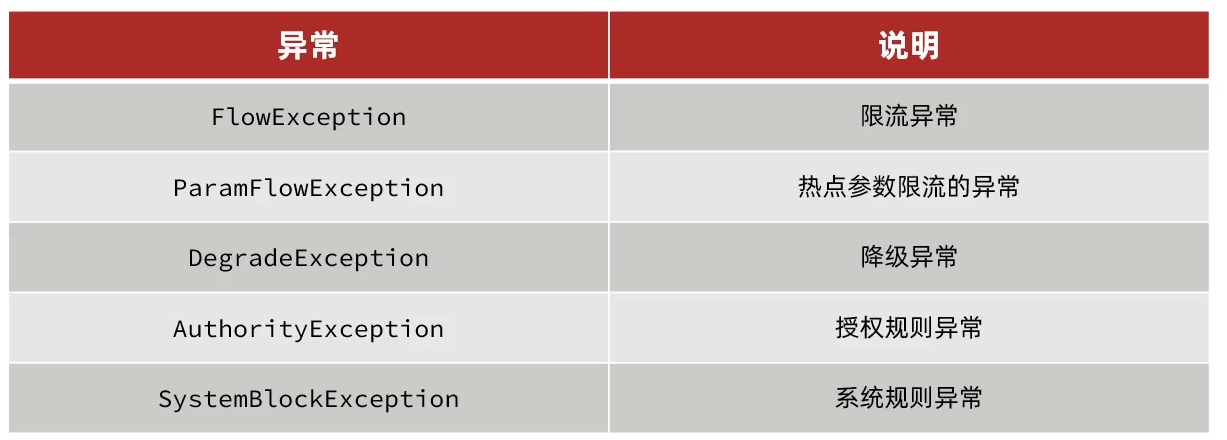 异常 说明
FlowException 限流异常
ParamFlowException 热点参数限流的异常
DegradeException 降级异常
AuthorityException 授权规则异常
SystemBlockException 系统规则异常